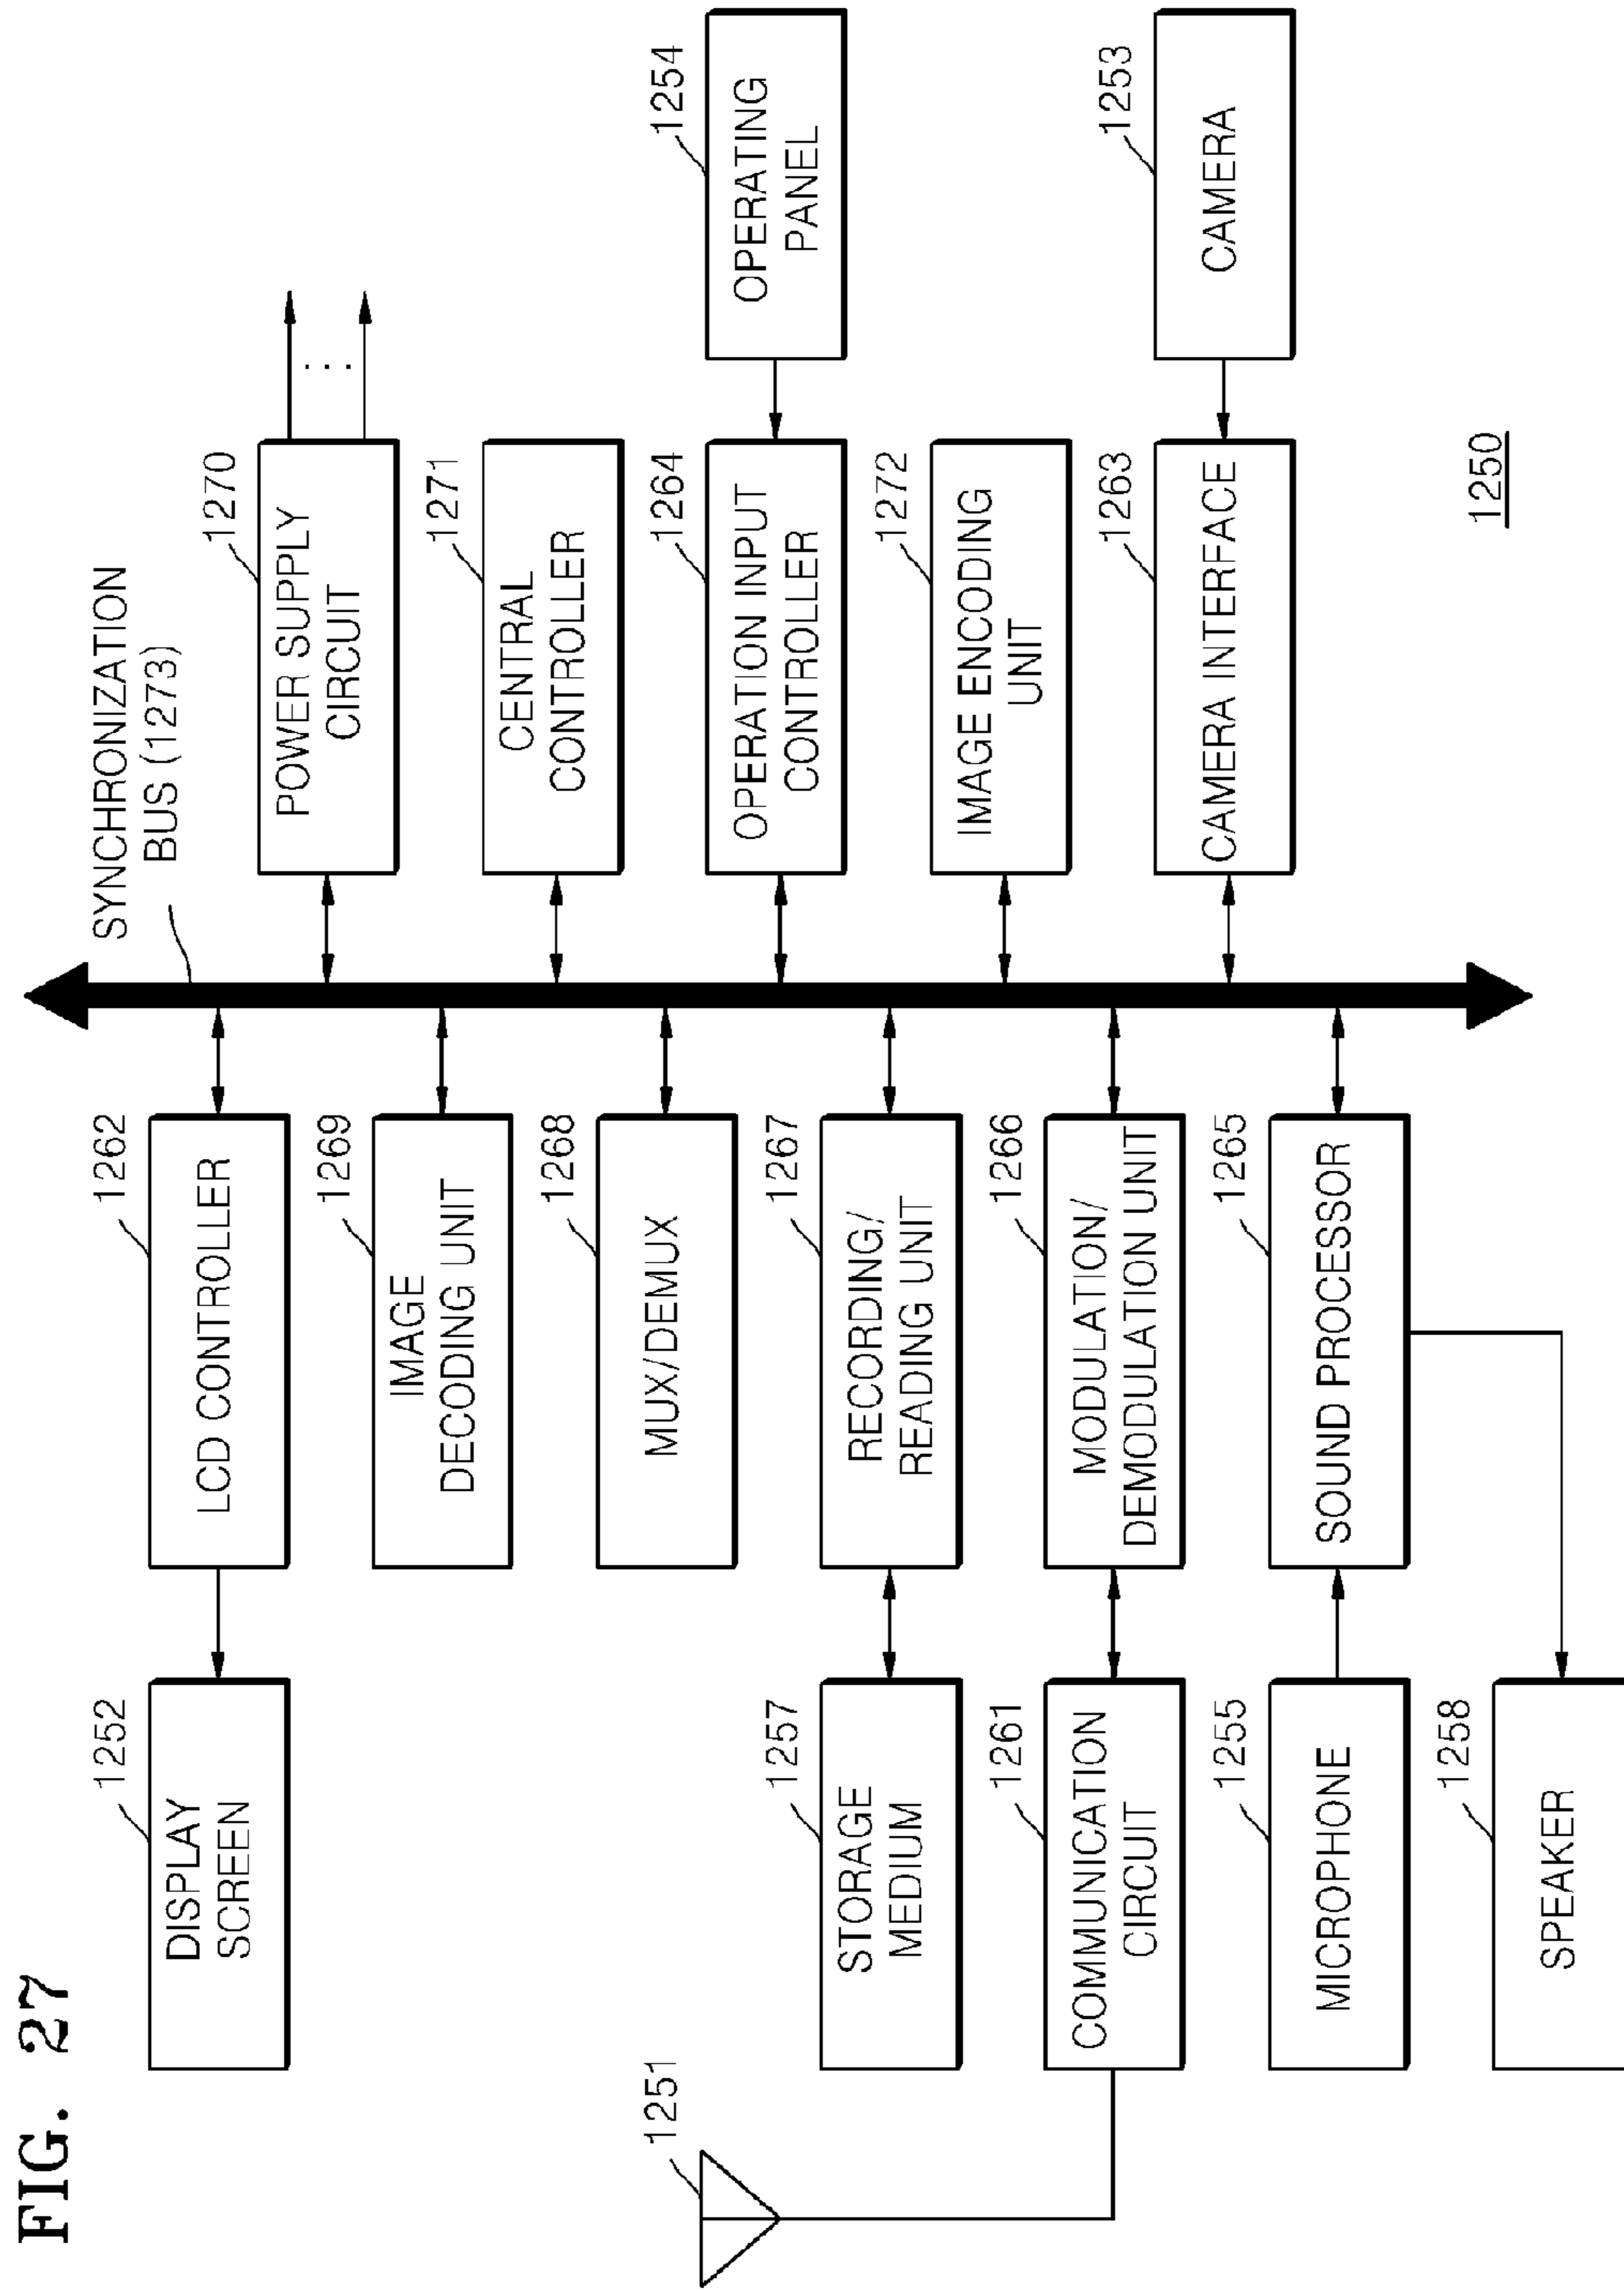 FIG. 27
1250
1252
DISPLAY
SCREEN
1262
LCD CONTROLLER
SYNCHRONIZATION
BUS (1273)
1270
POWER SUPPLY
CIRCUIT
1269
IMAGE
DECODING UNIT
1271
CENTRAL
CONTROLLER
1251
1268
MUX/DEMUX
1264
OPERATION INPUT
CONTROLLER
1254
OPERATING
PANEL
1257
STORAGE
MEDIUM
1267
RECORDING/
READING UNIT
1272
IMAGE ENCODING
UNIT
1261
COMMUNICATION
CIRCUIT
1266
MODULATION/
DEMODULATION UNIT
1263
CAMERA INTERFACE
1253
CAMERA
1255
MICROPHONE
1265
SOUND PROCESSOR
1258
SPEAKER